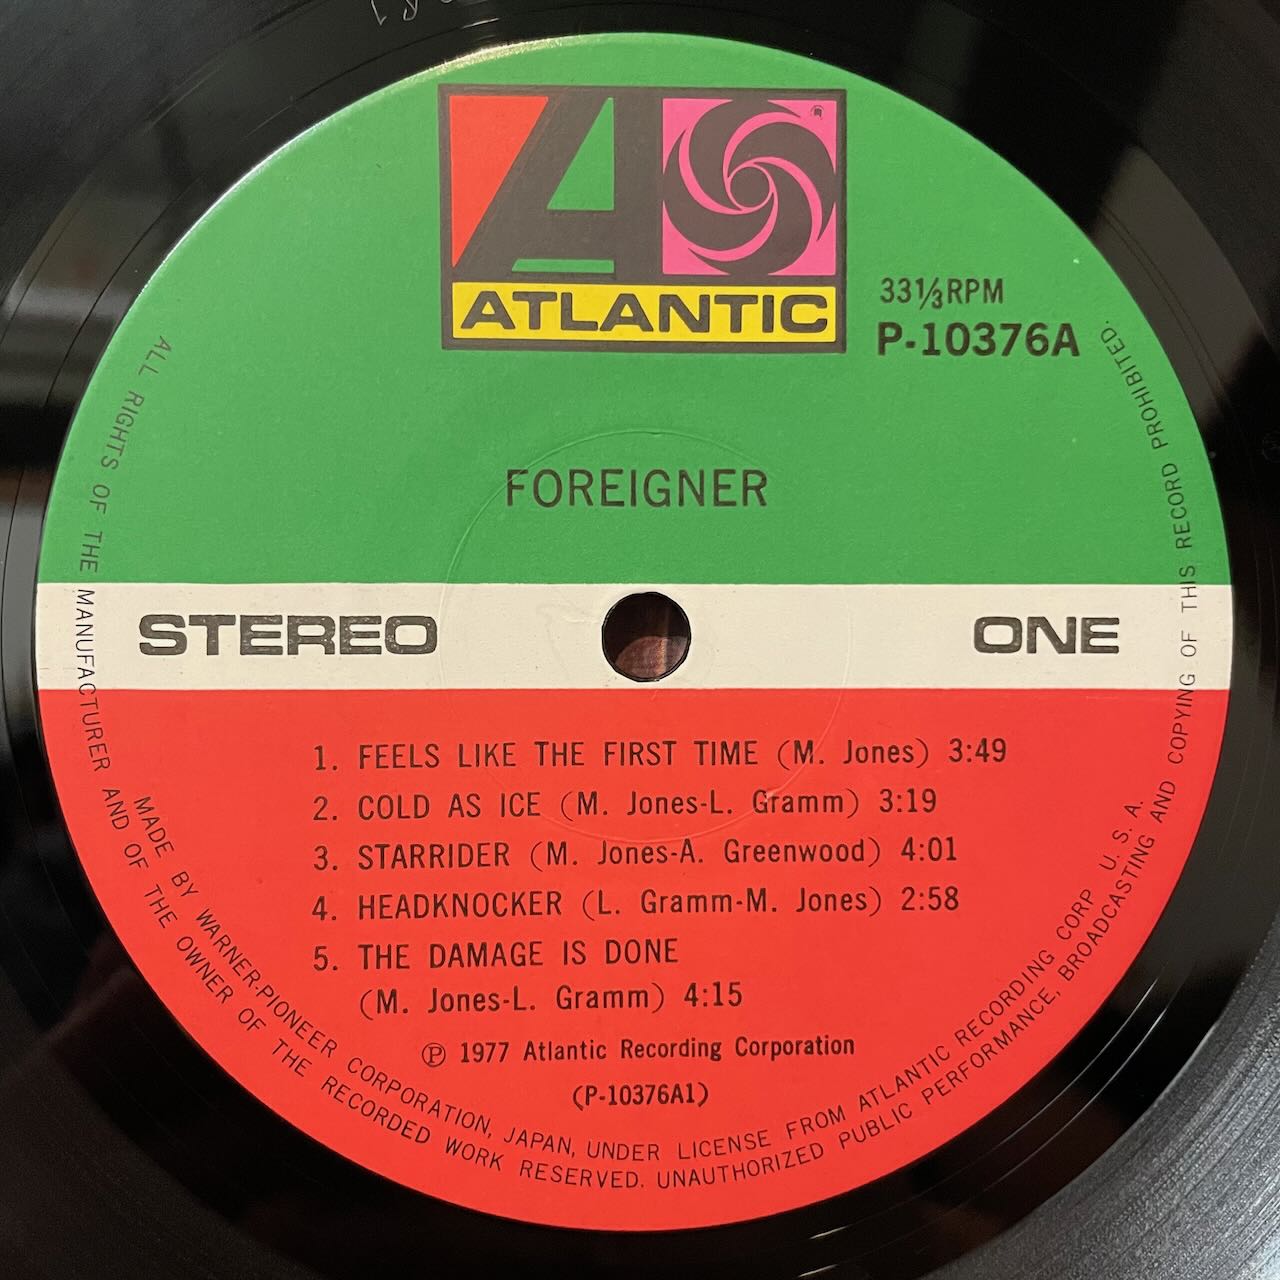 ATLANTIC
33⅓RPM
P-10376A
FOREIGNER
STEREO
ONE
1. FEELS LIKE THE FIRST TIME (M. Jones) 3:49
2. COLD AS ICE (M. Jones-L. Gramm) 3:19
3. STARRIDER (M. Jones-A. Greenwood) 4:01
4. HEADKNOCKER (L. Gramm-M. Jones) 2:58
5. THE DAMAGE IS DONE
(M. Jones-L. Gramm) 4:15
℗ 1977 Atlantic Recording Corporation
(P-10376A1)
MADE BY WARNER-PIONEER CORPORATION, JAPAN, UNDER LICENSE FROM ATLANTIC RECORDING CORP U. S. A.
ALL RIGHTS OF THE MANUFACTURER AND OF THE OWNER OF THE RECORDED WORK RESERVED. UNAUTHORIZED PUBLIC PERFORMANCE, BROADCASTING AND COPYING OF THIS RECORD PROHIBITED.